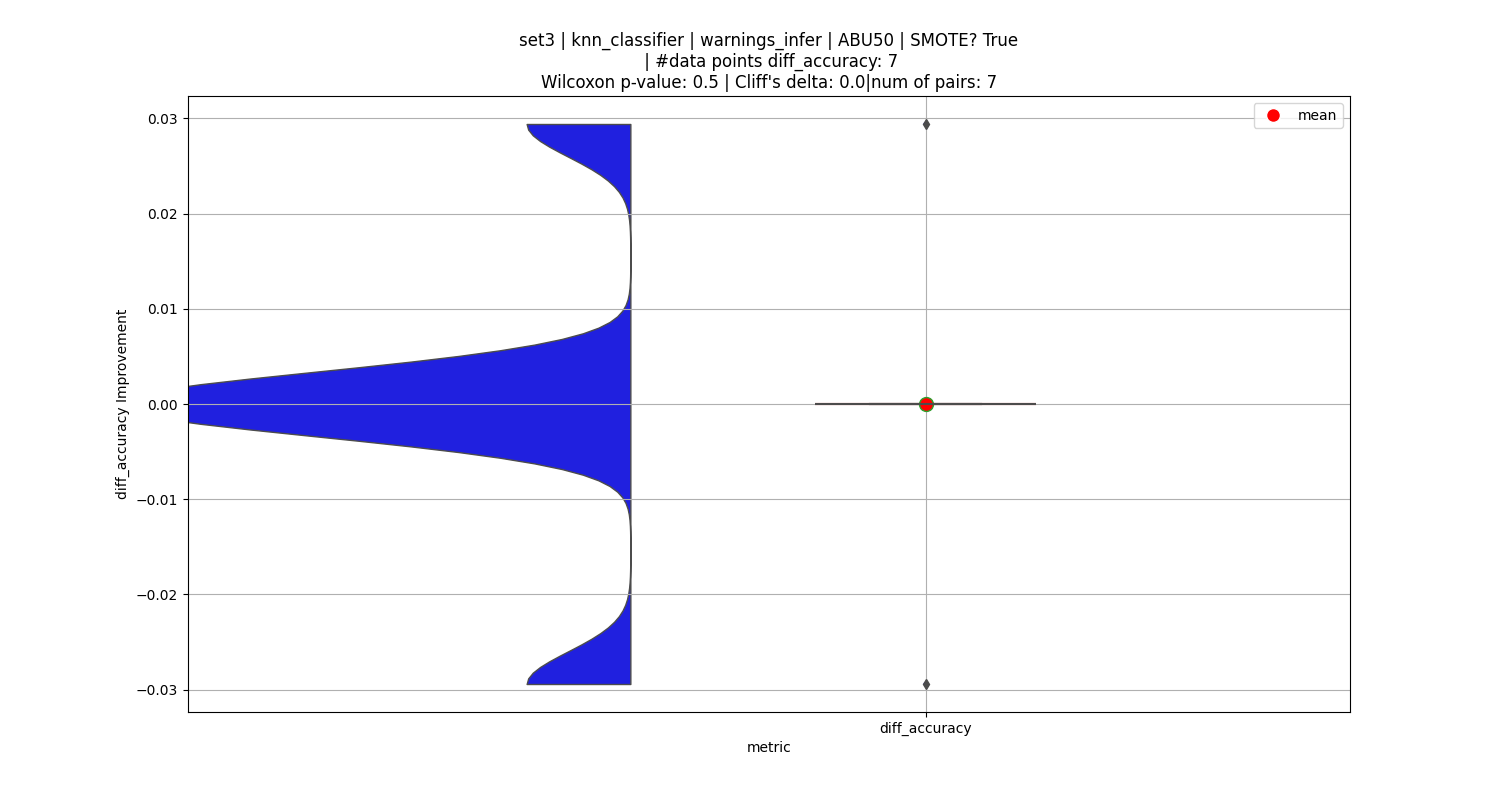 set3 | knn_classifier | warnings_infer | ABU50 | SMOTE? True
| #data points diff_accuracy: 7
Wilcoxon p-value: 0.5 | Cliff's delta: 0.0|num of pairs: 7
mean
0.03
0.02
0.01
0.00
−0.01
−0.02
−0.03
diff_accuracy Improvement
diff_accuracy
metric